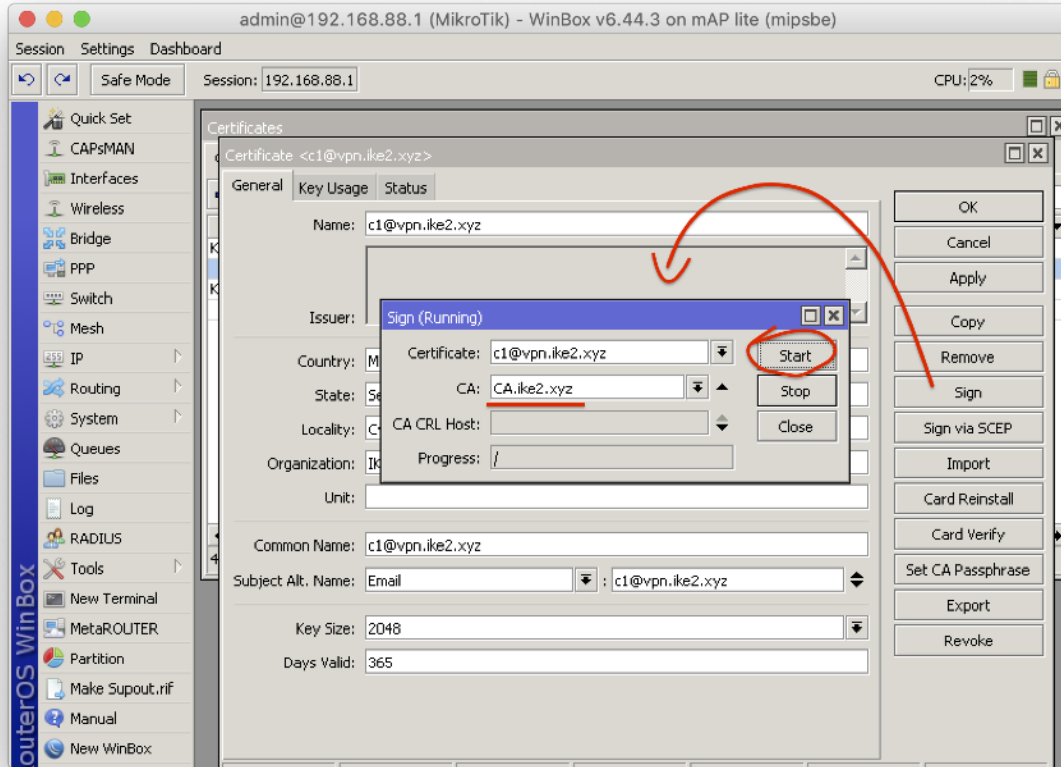 admin@192.168.88.1 (MikroTik) - WinBox v6.44.3 on mAP lite (mipsbe)
Session Settings Dashboard
Safe Mode Session: 192.168.88.1 CPU: 2%
Quick Set
CAPsMAN
Interfaces
Wireless
Bridge
PPP
Switch
Mesh
IP
Routing
System
Queues
Files
Log
RADIUS
Tools
New Terminal
MetaROUTER
Partition
Make Supout.rif
Manual
New WinBox
RouterOS WinBox
Certificates
Certificate <c1@vpn.ike2.xyz>
General Key Usage Status
Name: c1@vpn.ike2.xyz
Issuer:
Country: M
State: Se
Locality:
Organization: IK
Unit:
Common Name: c1@vpn.ike2.xyz
Subject Alt. Name: Email : c1@vpn.ike2.xyz
Key Size: 2048
Days Valid: 365
Sign (Running)
Certificate: c1@vpn.ike2.xyz
CA: CA.ike2.xyz
CA CRL Host:
Progress: /
Start
Stop
Close
OK
Cancel
Apply
Copy
Remove
Sign
Sign via SCEP
Import
Card Reinstall
Card Verify
Set CA Passphrase
Export
Revoke